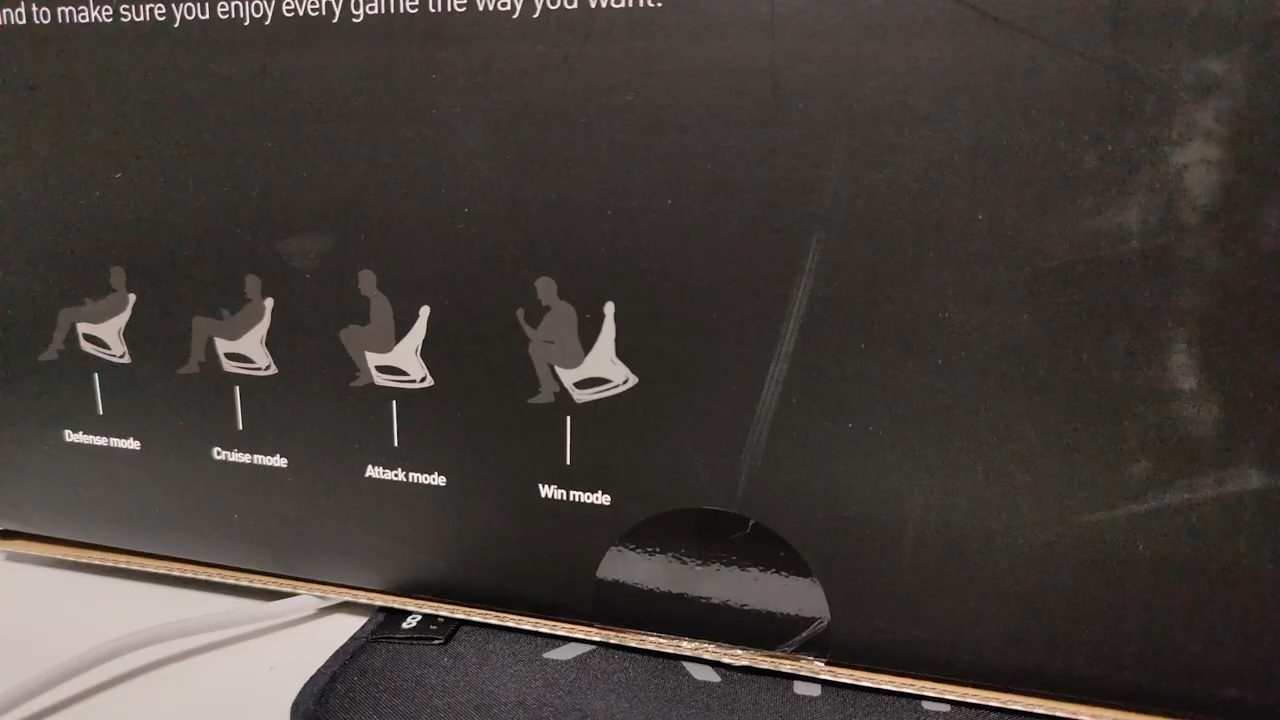 nd to make sure you enjoy every game the way you want.
Defense mode
Cruise mode
Attack mode
Win mode
8